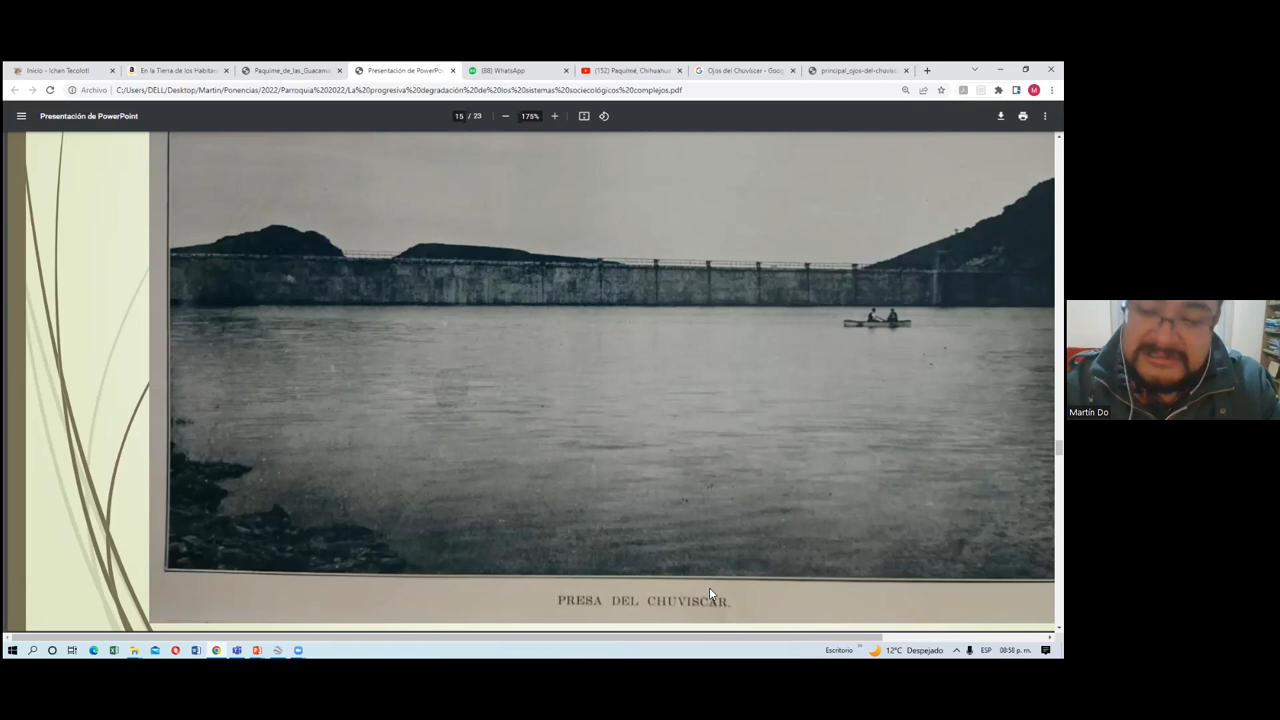 Inicio - Ichan Tecolotl
En la Tierra de los Habitan
Paquime_de_las_Guacama
Presentación de PowerPo
(88) WhatsApp
(152) Paquimé, Chihuahua
Ojos del Chuvíscar - Goog
principal_ojos-del-chuvisc
Archivo
C:/Users/DELL/Desktop/Martin/Ponencias/2022/Parroquia%202022/La%20progresiva%20degradación%20de%20los%20sistemas%20socioecológicos%20complejos.pdf
M
Presentación de PowerPoint
15 / 23
175%
PRESA DEL CHUVISCAR.
Martín Do
Escritorio
12°C Despejado
ESP
08:58 p. m.